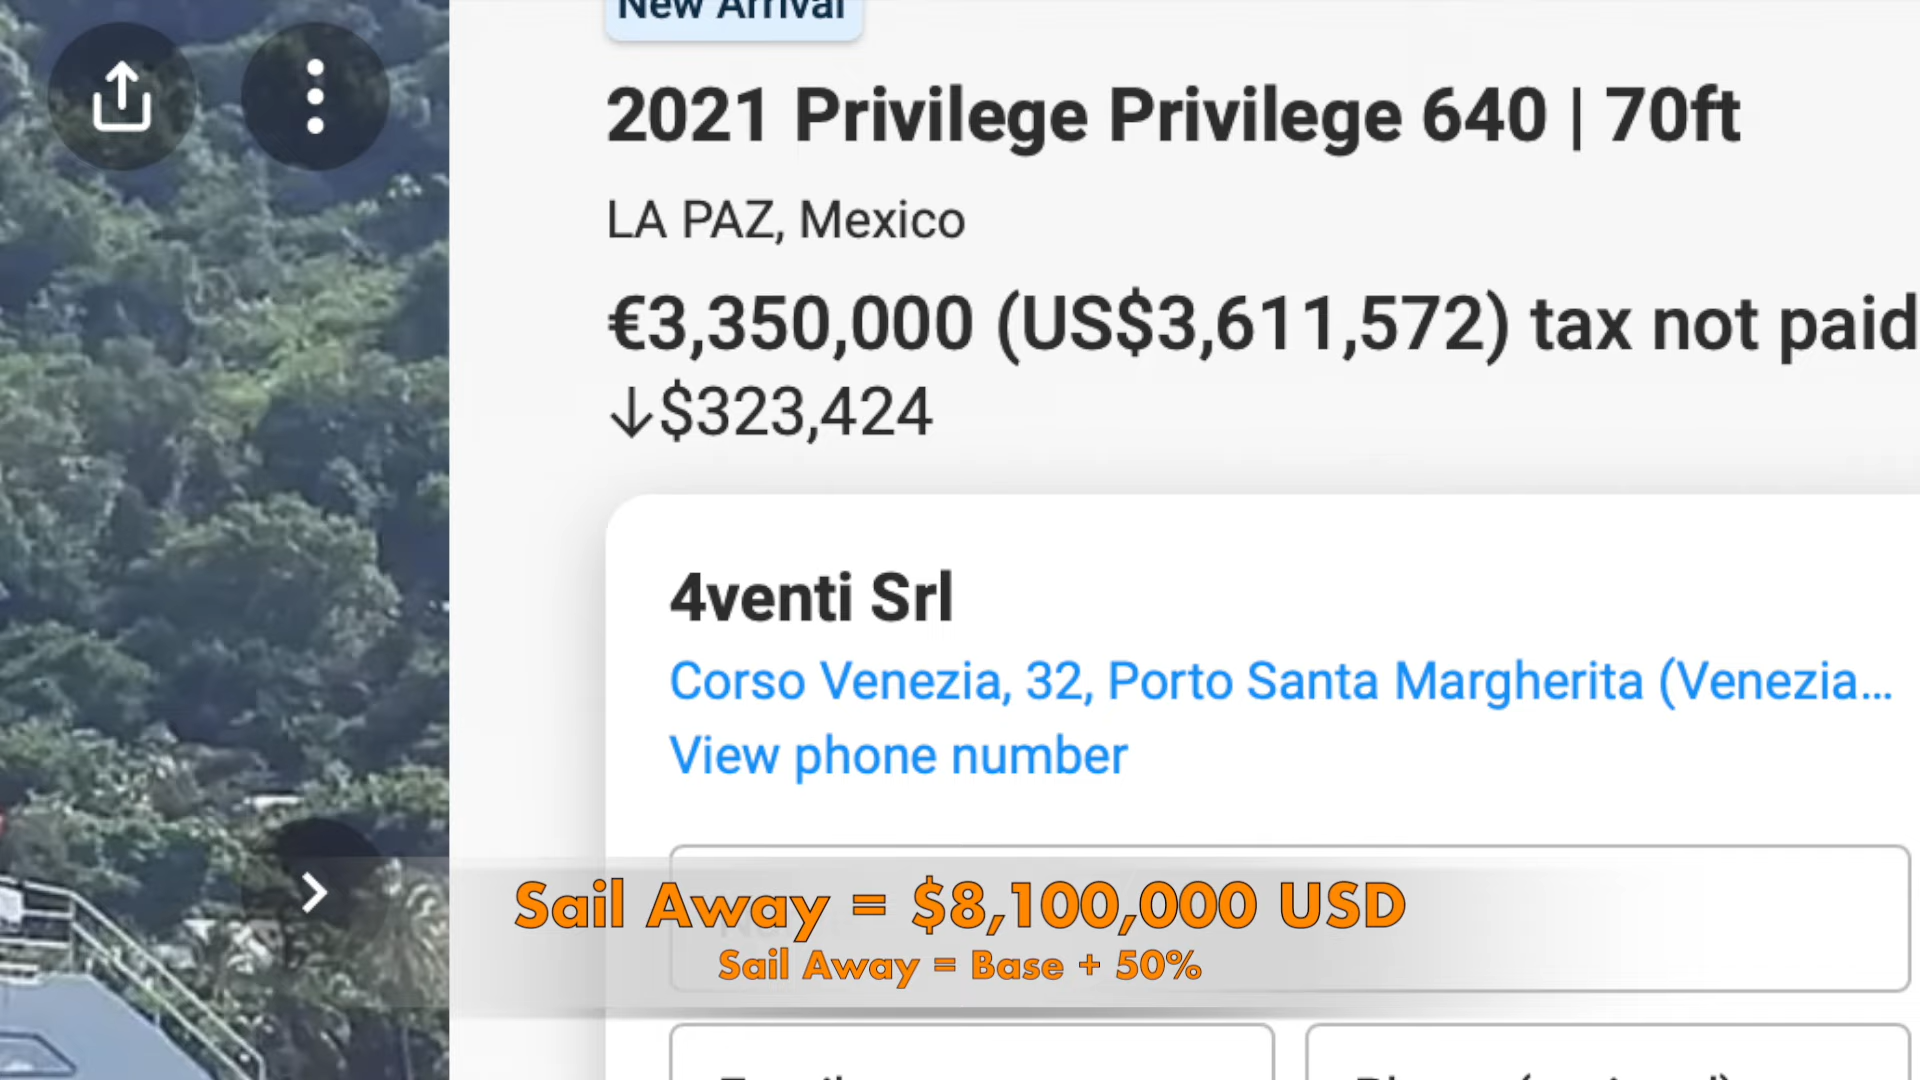 New Arrival
2021 Privilege Privilege 640 | 70ft
LA PAZ, Mexico
€3,350,000 (US$3,611,572) tax not paid
↓$323,424
4venti Srl
Corso Venezia, 32, Porto Santa Margherita (Venezia...
View phone number
Sail Away = $8,100,000 USD
Sail Away = Base + 50%